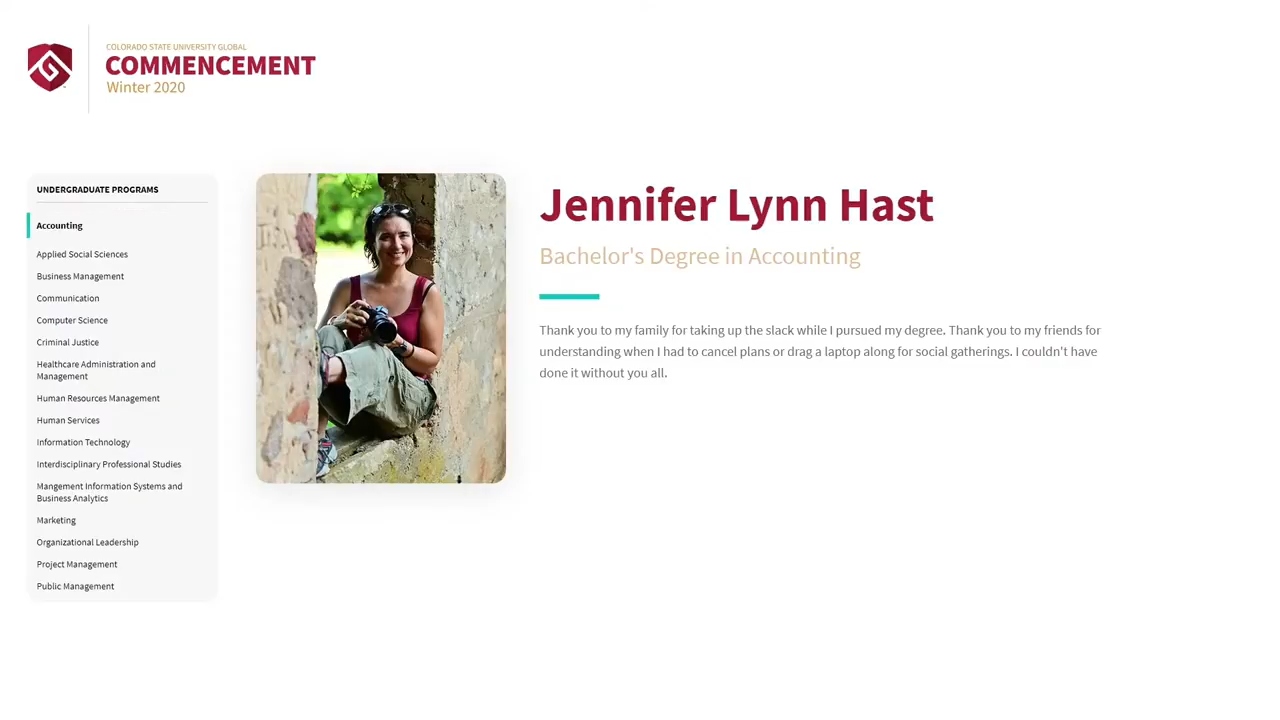 COLORADO STATE UNIVERSITY GLOBAL
COMMENCEMENT
Winter 2020
UNDERGRADUATE PROGRAMS
Accounting
Applied Social Sciences
Business Management
Communication
Computer Science
Criminal Justice
Healthcare Administration and
Management
Human Resources Management
Human Services
Information Technology
Interdisciplinary Professional Studies
Mangement Information Systems and
Business Analytics
Marketing
Organizational Leadership
Project Management
Public Management
Jennifer Lynn Hast
Bachelor's Degree in Accounting
Thank you to my family for taking up the slack while I pursued my degree. Thank you to my friends for
understanding when I had to cancel plans or drag a laptop along for social gatherings. I couldn't have
done it without you all.